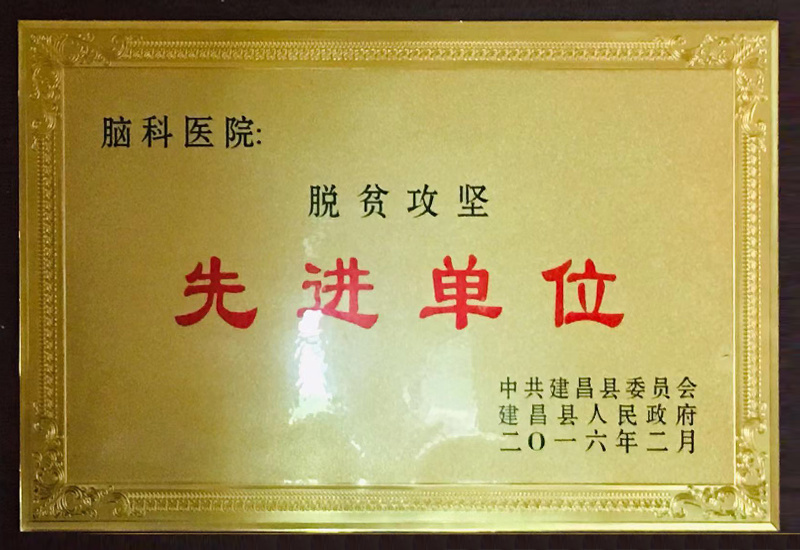 脑科医院:
脱贫攻坚
先进单位
中共建昌县委员会
建昌县人民政府
二〇一六年二月